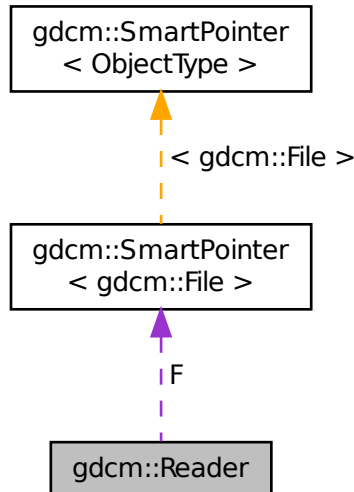 gdcm::SmartPointer
< ObjectType >
< gdcm::File >
gdcm::SmartPointer
< gdcm::File >
F
gdcm::Reader